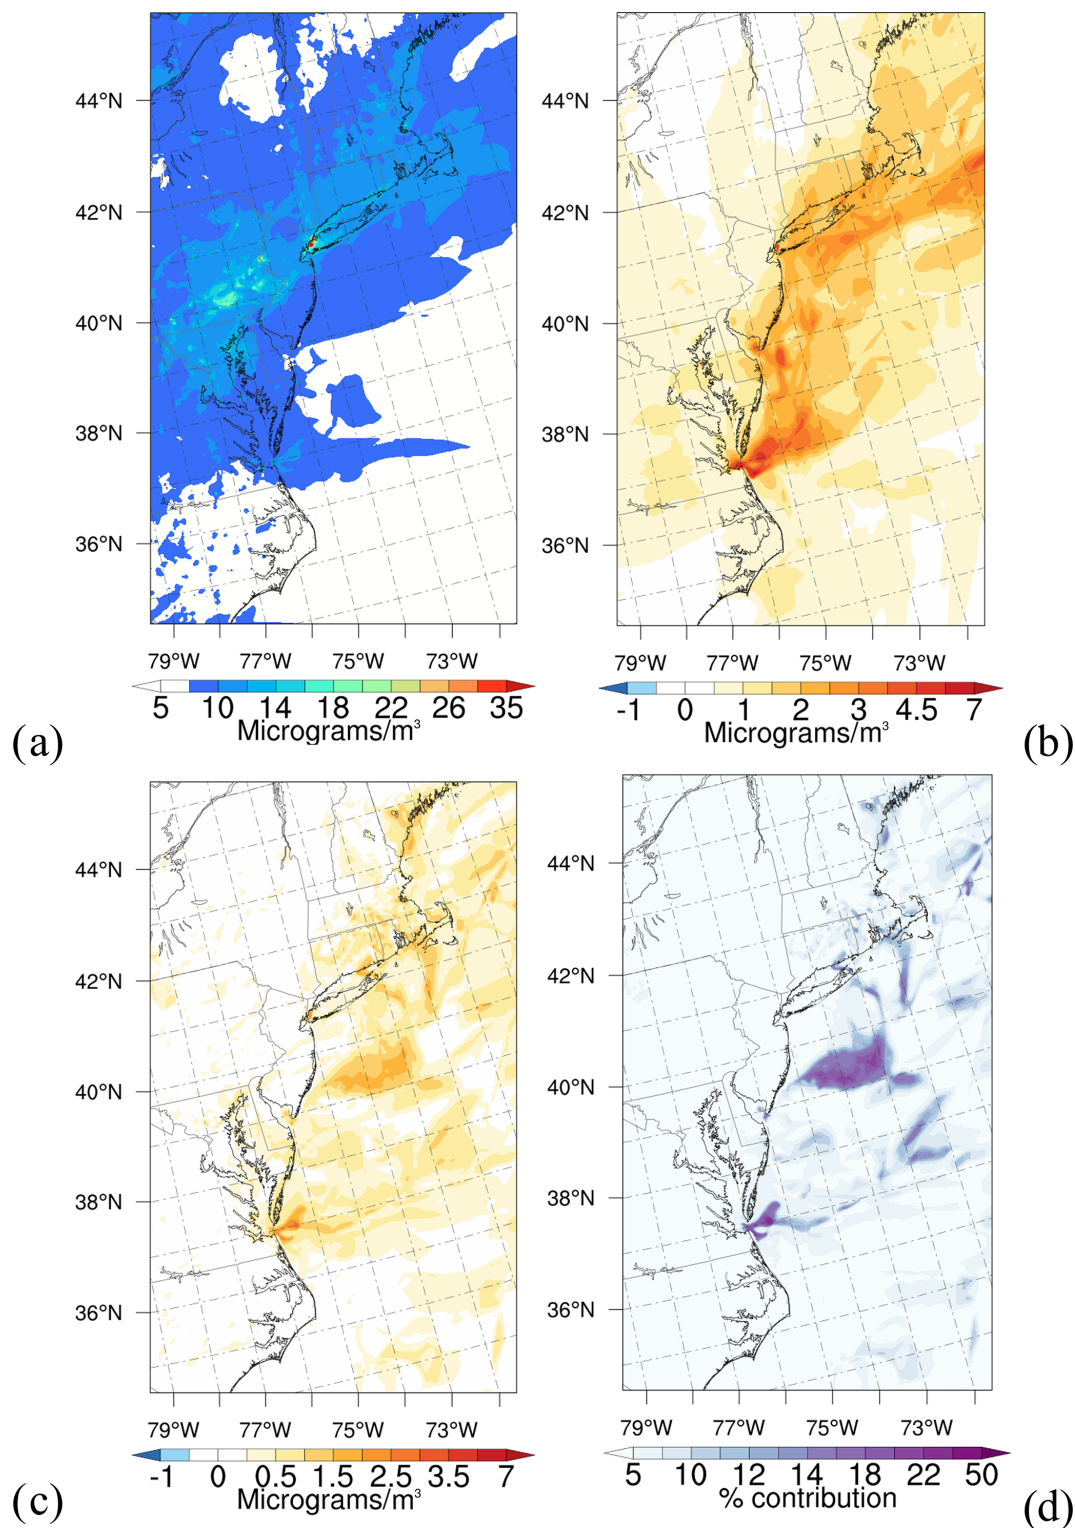 44°N
42°N
40°N
38°N
36°N
79°W 77°W 75°W 73°W
5 10 14 18 22 26 35
Micrograms/m³
(a)
44°N
42°N
40°N
38°N
36°N
79°W 77°W 75°W 73°W
-1 0 1 2 3 4.5 7
Micrograms/m³
(b)
44°N
42°N
40°N
38°N
36°N
79°W 77°W 75°W 73°W
-1 0 0.5 1.5 2.5 3.5 7
Micrograms/m³
(c)
44°N
42°N
40°N
38°N
36°N
79°W 77°W 75°W 73°W
5 10 12 14 18 22 50
% contribution
(d)